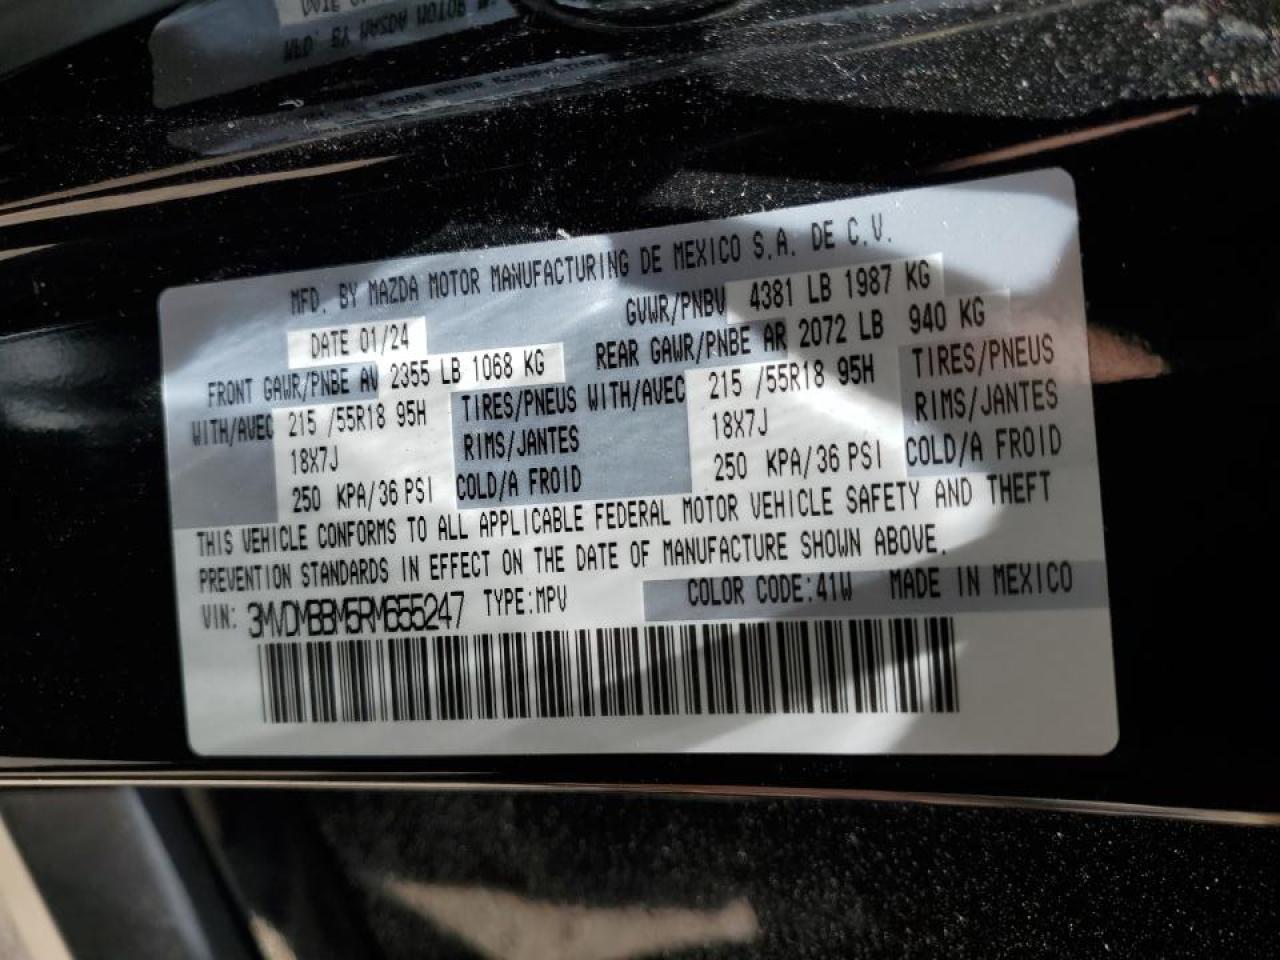 MFD. BY MAZDA MOTOR MANUFACTURING DE MEXICO S.A. DE C.V.
DATE 01/24 GVWR/PNBV 4381 LB 1987 KG
FRONT GAWR/PNBE AV 2355 LB 1068 KG REAR GAWR/PNBE AR 2072 LB 940 KG
WITH/AVEC 215 /55R18 95H TIRES/PNEUS WITH/AVEC 215 /55R18 95H TIRES/PNEUS
18X7J RIMS/JANTES 18X7J RIMS/JANTES
250 KPA/36 PSI COLD/A FROID 250 KPA/36 PSI COLD/A FROID
THIS VEHICLE CONFORMS TO ALL APPLICABLE FEDERAL MOTOR VEHICLE SAFETY AND THEFT
PREVENTION STANDARDS IN EFFECT ON THE DATE OF MANUFACTURE SHOWN ABOVE.
VIN: 3MVDMBBM5RM655247 TYPE:MPV COLOR CODE:41W MADE IN MEXICO